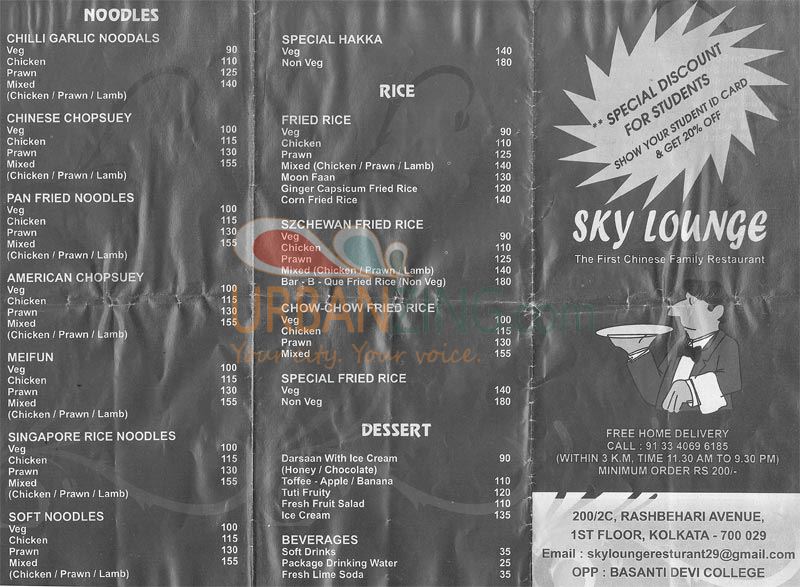 NOODLES
CHILLI GARLIC NOODALS
Veg 90
Chicken 110
Prawn 125
Mixed 140
(Chicken / Prawn / Lamb)
CHINESE CHOPSUEY
Veg 100
Chicken 115
Prawn 130
Mixed 155
(Chicken / Prawn / Lamb)
PAN FRIED NOODLES
Veg 100
Chicken 115
Prawn 130
Mixed 155
(Chicken / Prawn / Lamb)
AMERICAN CHOPSUEY
Veg 100
Chicken 115
Prawn 130
Mixed 155
(Chicken / Prawn / Lamb)
MEIFUN
Veg 100
Chicken 115
Prawn 130
Mixed 155
(Chicken / Prawn / Lamb)
SINGAPORE RICE NOODLES
Veg 100
Chicken 115
Prawn 130
Mixed 155
(Chicken / Prawn / Lamb)
SOFT NOODLES
Veg 100
Chicken 115
Prawn 130
Mixed 155
(Chicken / Prawn / Lamb)
SPECIAL HAKKA
Veg 140
Non Veg 180
RICE
FRIED RICE
Veg 90
Chicken 110
Prawn 125
Mixed (Chicken / Prawn / Lamb) 140
Moon Faan 130
Ginger Capsicum Fried Rice 120
Corn Fried Rice 140
SZCHEWAN FRIED RICE
Veg 90
Chicken 110
Prawn 125
Mixed (Chicken / Prawn / Lamb) 140
Bar - B - Que Fried Rice (Non Veg) 180
CHOW-CHOW FRIED RICE
Veg 100
Chicken 115
Prawn 130
Mixed 155
SPECIAL FRIED RICE
Veg 140
Non Veg 180
DESSERT
Darsaan With Ice Cream 90
(Honey / Chocolate)
Toffee - Apple / Banana 110
Tuti Fruity 120
Fresh Fruit Salad 110
Ice Cream 135
BEVERAGES
Soft Drinks 35
Package Drinking Water 25
Fresh Lime Soda 35
** SPECIAL DISCOUNT
FOR STUDENTS
SHOW YOUR STUDENT ID CARD
& GET 20% OFF
SKY LOUNGE
The First Chinese Family Restaurant
FREE HOME DELIVERY
CALL : 91 33 4069 6185
(WITHIN 3 K.M, TIME 11.30 AM TO 9.30 PM)
MINIMUM ORDER RS 200/-
200/2C, RASHBEHARI AVENUE,
1ST FLOOR, KOLKATA - 700 029
Email : skyloungeresturant29@gmail.com
OPP : BASANTI DEVI COLLEGE
URBANZING.com
Your city. Your voice.